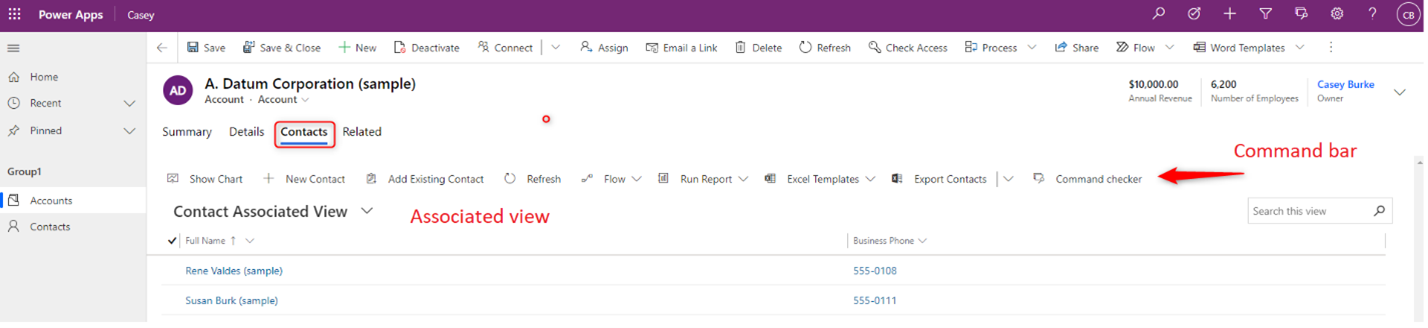 Power Apps Casey CB
Save Save & Close New Deactivate Connect Assign Email a Link Delete Refresh Check Access Process Share Flow Word Templates
Home
Recent
Pinned
Group1
Accounts
Contacts
AD
A. Datum Corporation (sample)
Account · Account
$10,000.00
Annual Revenue
6,200
Number of Employees
Casey Burke
Owner
Summary Details Contacts Related
Command bar
Show Chart New Contact Add Existing Contact Refresh Flow Run Report Excel Templates Export Contacts Command checker
Contact Associated View
Associated view
Search this view
Full Name ↑ Business Phone
Rene Valdes (sample) 555-0108
Susan Burk (sample) 555-0111